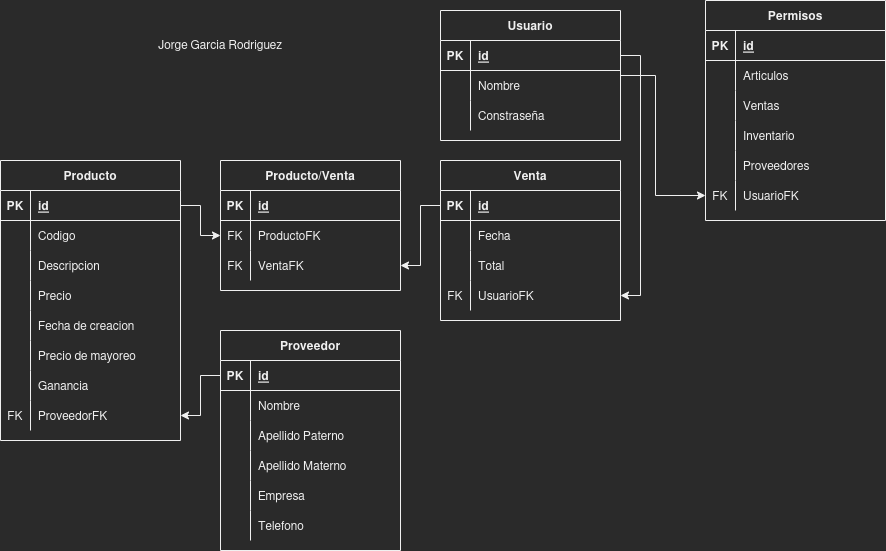 Jorge Garcia Rodriguez
Usuario
PK id
Nombre
Constraseña
Permisos
PK id
Articulos
Ventas
Inventario
Proveedores
FK UsuarioFK
Producto
PK id
Codigo
Descripcion
Precio
Fecha de creacion
Precio de mayoreo
Ganancia
FK ProveedorFK
Producto/Venta
PK id
FK ProductoFK
FK VentaFK
Venta
PK id
Fecha
Total
FK UsuarioFK
Proveedor
PK id
Nombre
Apellido Paterno
Apellido Materno
Empresa
Telefono